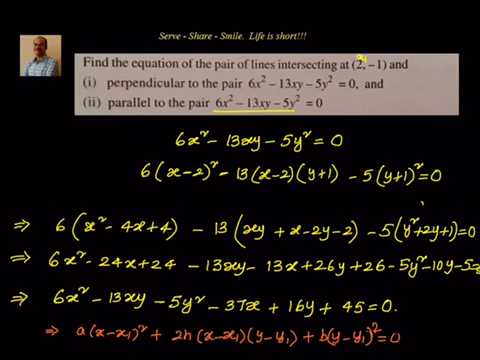 Serve - Share - Smile. Life is short!!!
Find the equation of the pair of lines intersecting at (2, −1) and
(i) perpendicular to the pair 6x² − 13xy − 5y² = 0, and
(ii) parallel to the pair 6x² − 13xy − 5y² = 0
6x² − 13xy − 5y² = 0
6(x−2)² − 13(x−2)(y+1) − 5(y+1)² = 0
⇒ 6(x² − 4x + 4) − 13(xy + x − 2y − 2) − 5(y² + 2y + 1) = 0
⇒ 6x² − 24x + 24 − 13xy − 13x + 26y + 26 − 5y² − 10y − 5 =
⇒ 6x² − 13xy − 5y² − 37x + 16y + 45 = 0.
⇒ a(x−x₁)² + 2h(x−x₁)(y−y₁) + b(y−y₁)² = 0